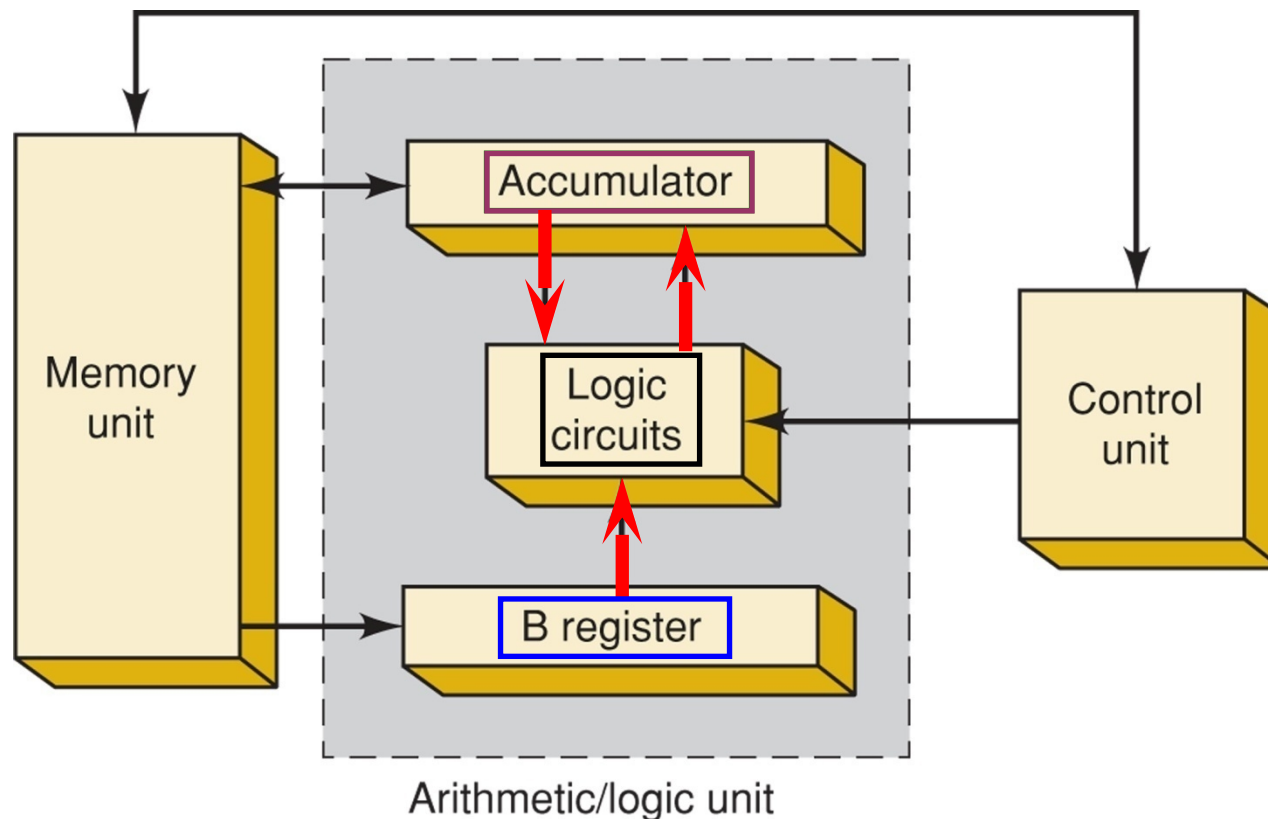 Accumulator
Memory
unit
Logic
circuits
Control
unit
B register
Arithmetic/logic unit